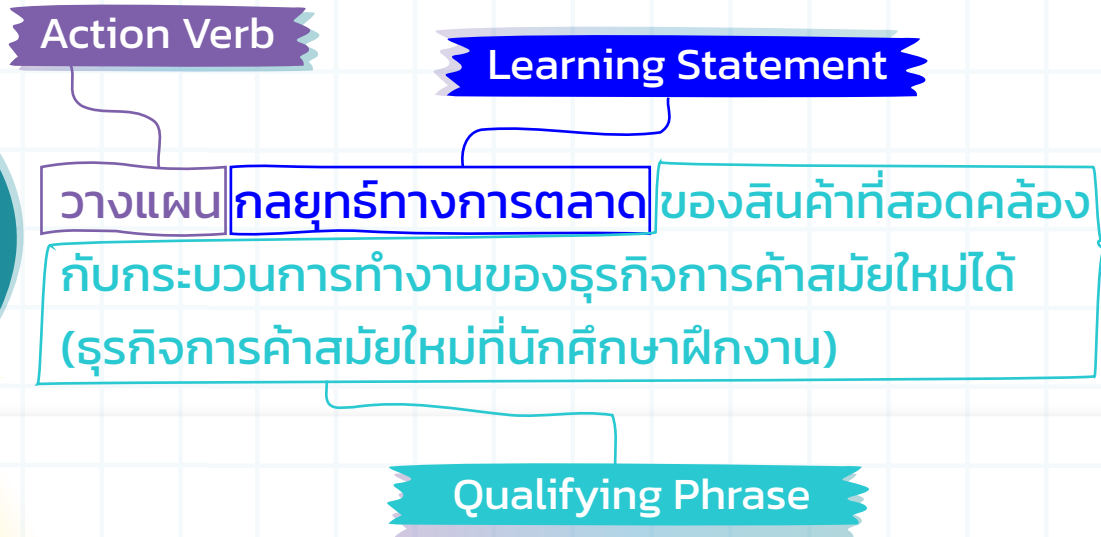 Action Verb
Learning Statement
วางแผน กลยุทธ์ทางการตลาด ของสินค้าที่สอดคล้อง
กับกระบวนการทำงานของธุรกิจการค้าสมัยใหม่ได้
(ธุรกิจการค้าสมัยใหม่ที่นักศึกษาฝึกงาน)
Qualifying Phrase